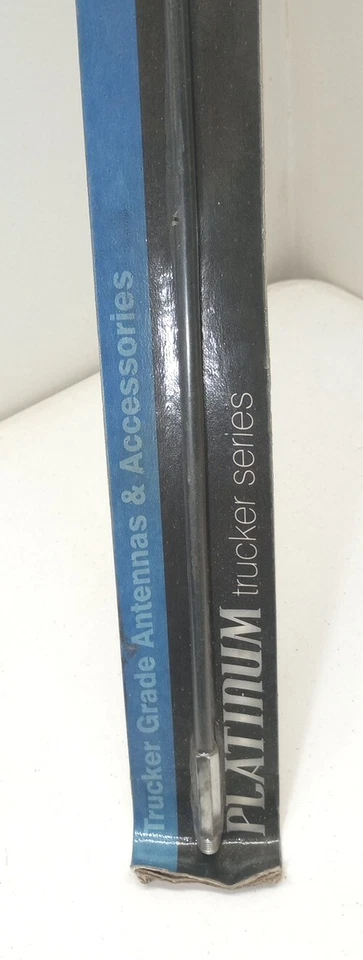 Trucker Grade Antennas & Accessories
PLATINUM trucker series